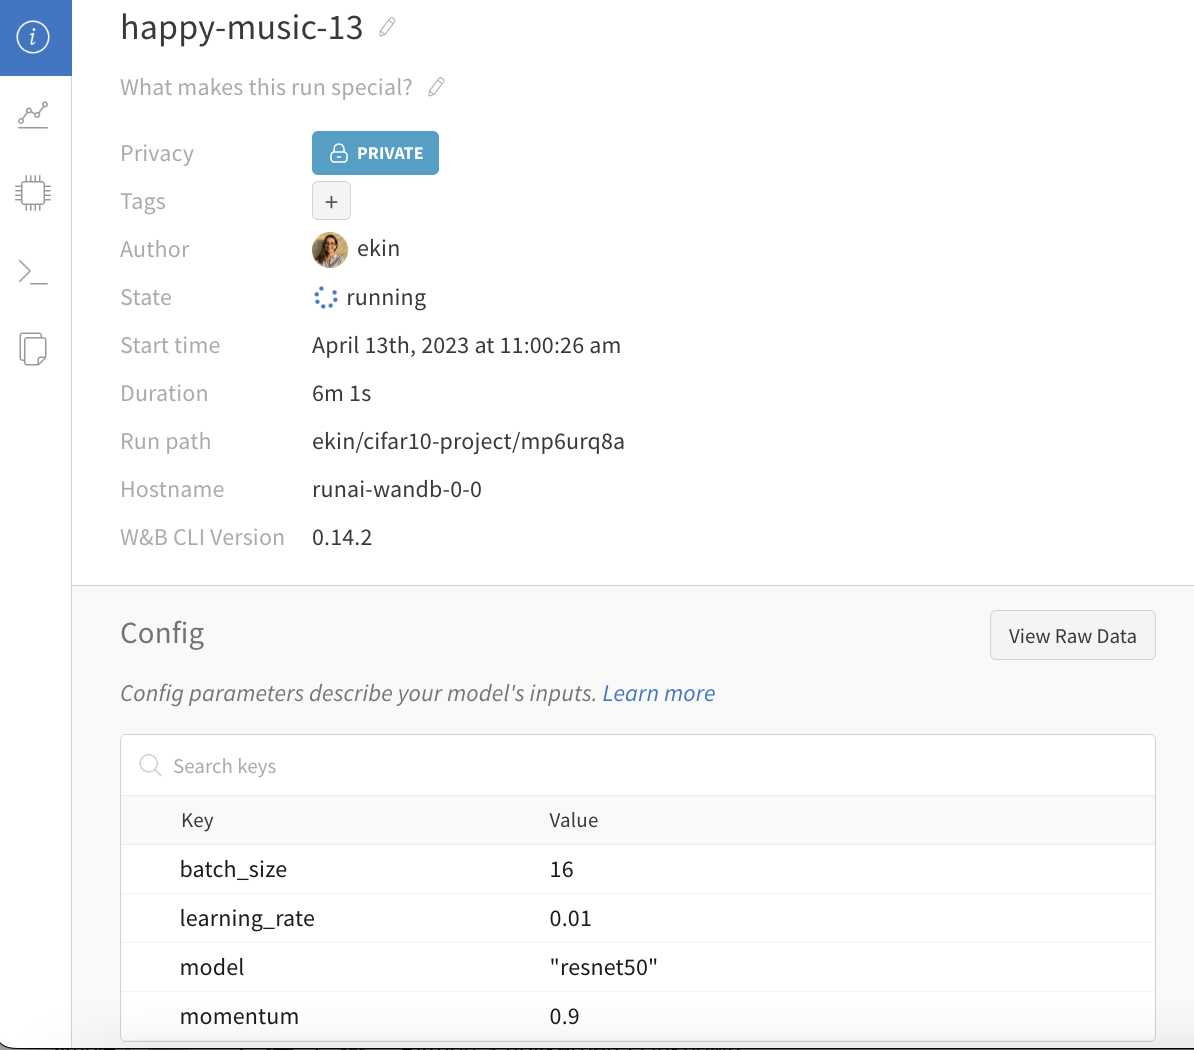 happy-music-13
What makes this run special?
Privacy PRIVATE
Tags +
Author ekin
State running
Start time April 13th, 2023 at 11:00:26 am
Duration 6m 1s
Run path ekin/cifar10-project/mp6urq8a
Hostname runai-wandb-0-0
W&B CLI Version 0.14.2
Config
View Raw Data
Config parameters describe your model's inputs. Learn more
Search keys
Key Value
batch_size 16
learning_rate 0.01
model "resnet50"
momentum 0.9